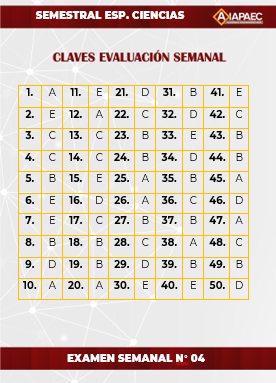 SEMESTRAL ESP. CIENCIAS
AIAPAEC
CLAVES EVALUACIÓN SEMANAL
1. A 11. E 21. D 31. B 41. E
2. E 12. A 22. C 32. D 42. C
3. C 13. C 23. B 33. E 43. B
4. C 14. C 24. B 34. D 44. B
5. B 15. E 25. A 35. B 45. A
6. E 16. D 26. A 36. C 46. D
7. E 17. C 27. B 37. B 47. A
8. B 18. B 28. C 38. A 48. C
9. D 19. B 29. D 39. B 49. B
10. A 20. A 30. E 40. E 50. D
EXAMEN SEMANAL N° 04